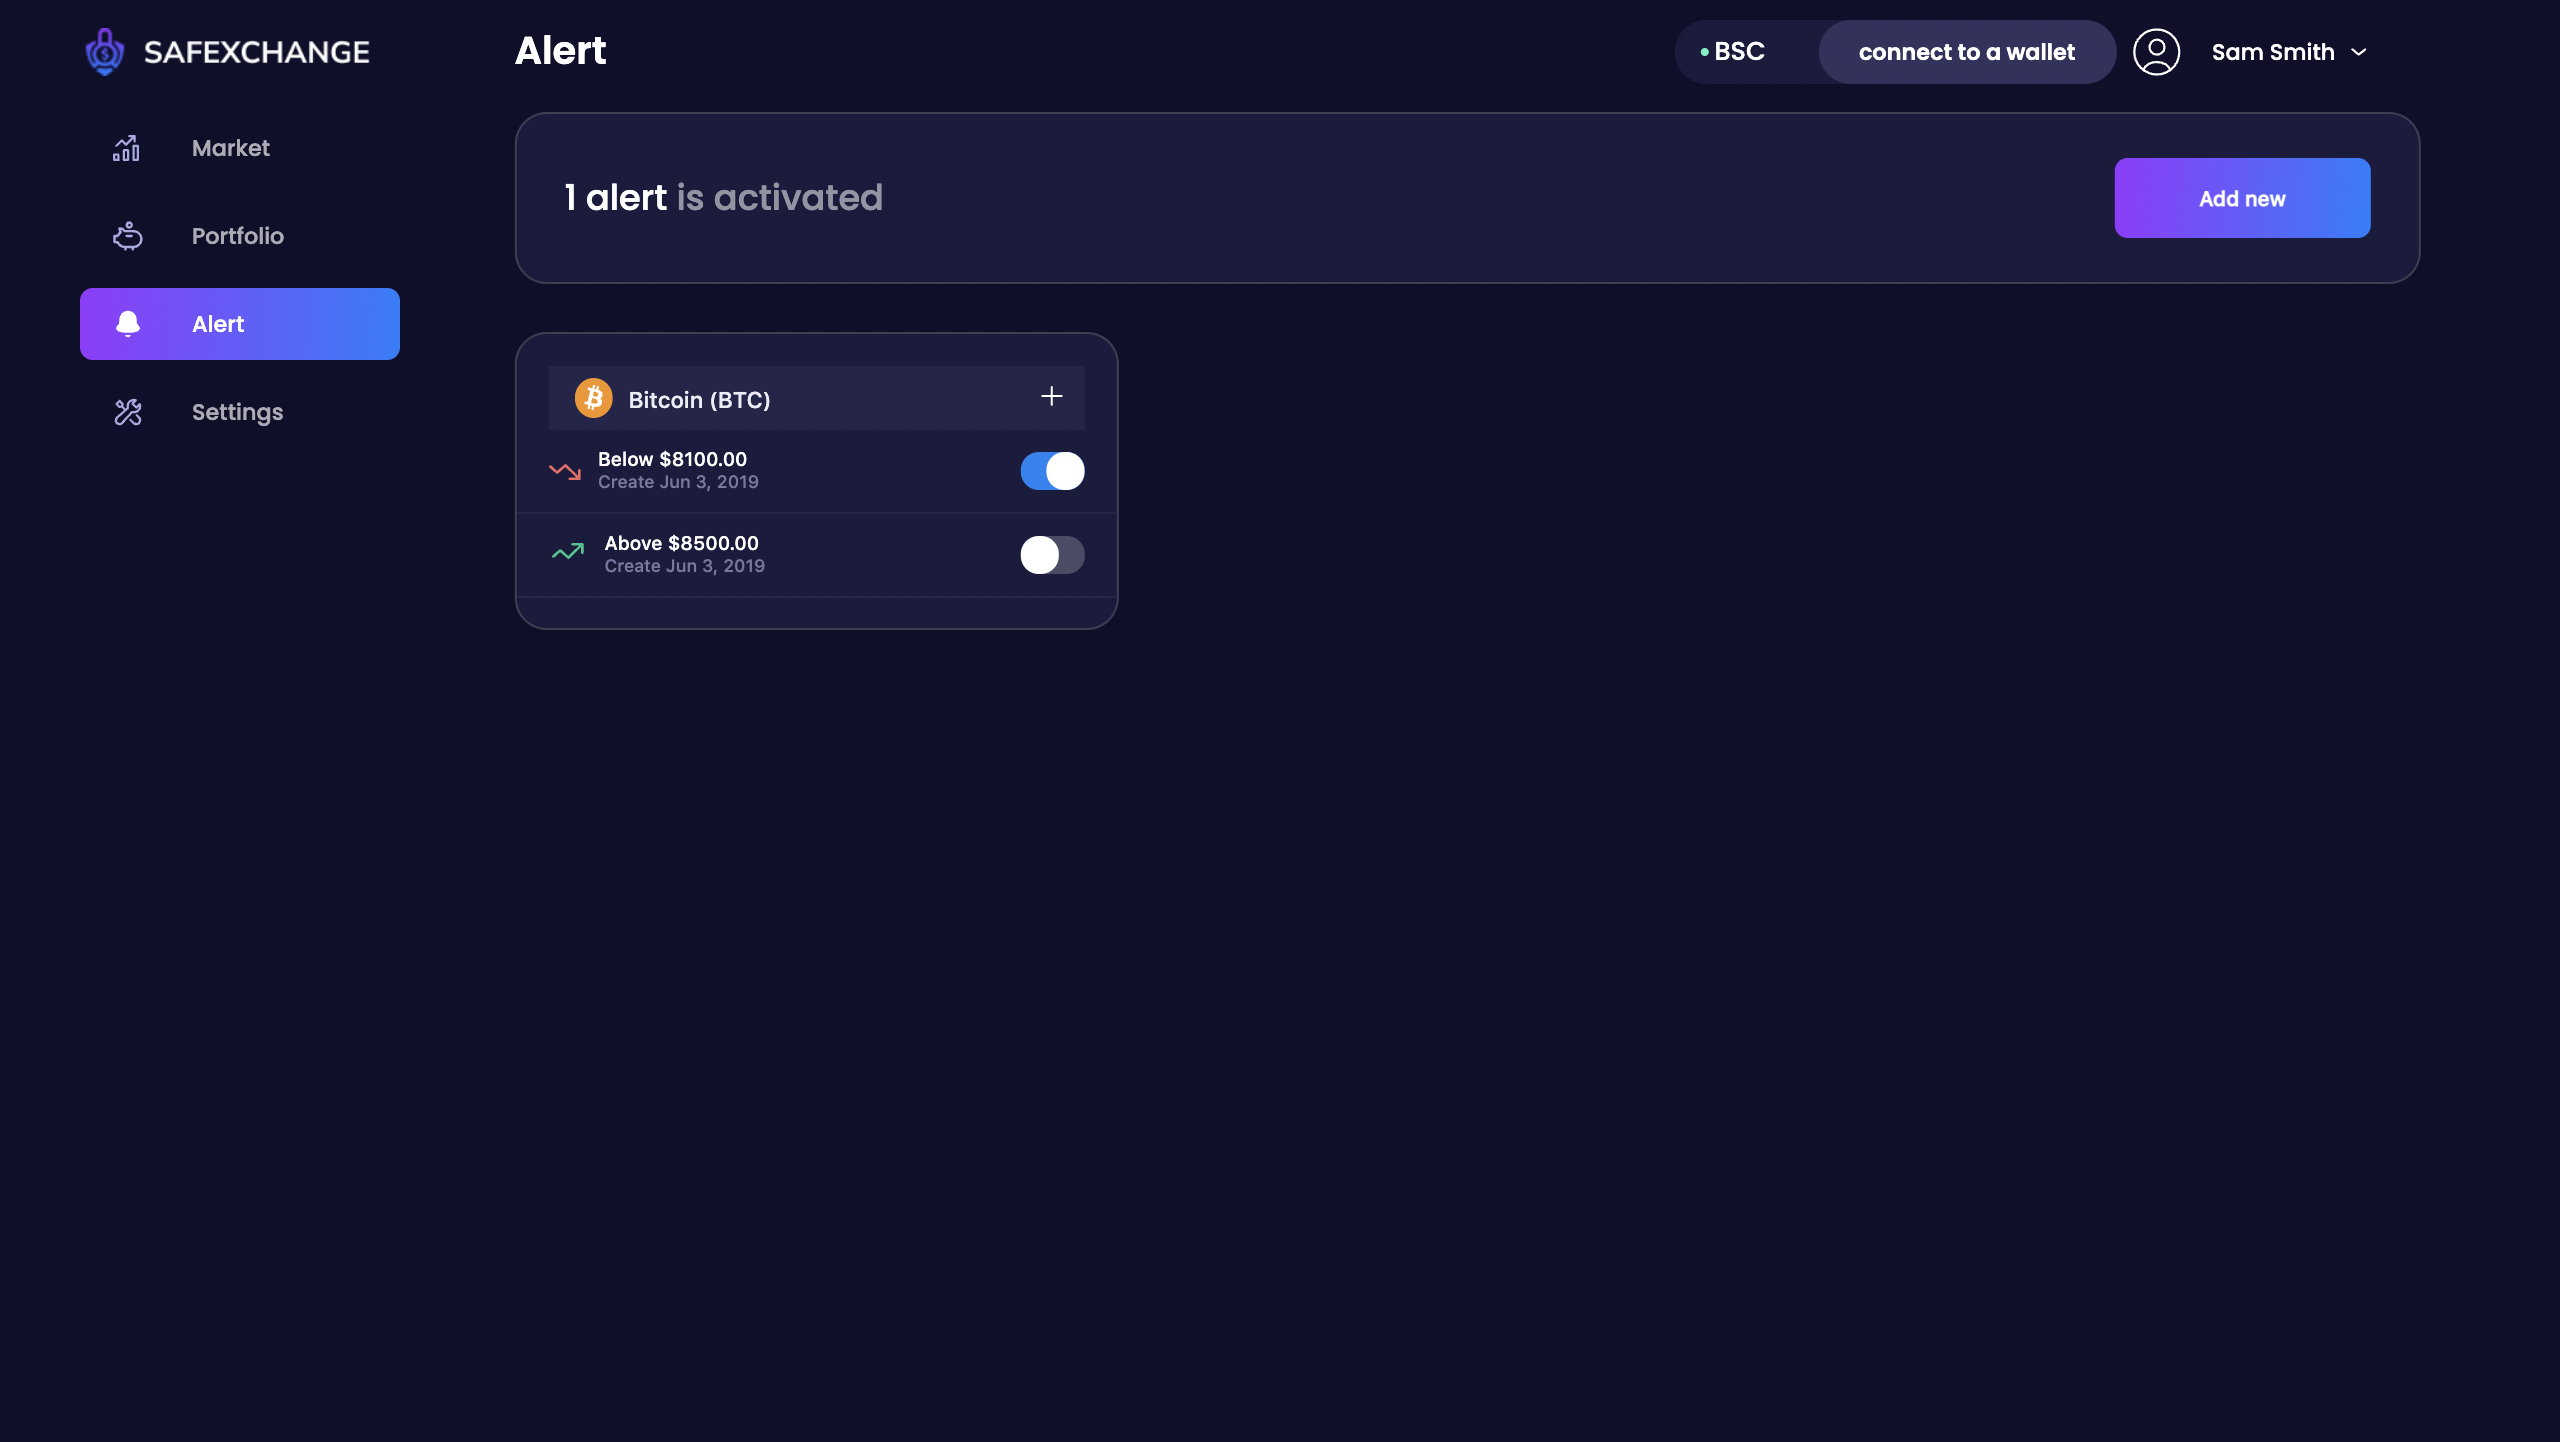 SAFEXCHANGE
Alert
BSC
connect to a wallet
Sam Smith
Market
Portfolio
Alert
Settings
1 alert is activated
Add new
Bitcoin (BTC)
Below $8100.00
Create Jun 3, 2019
Above $8500.00
Create Jun 3, 2019